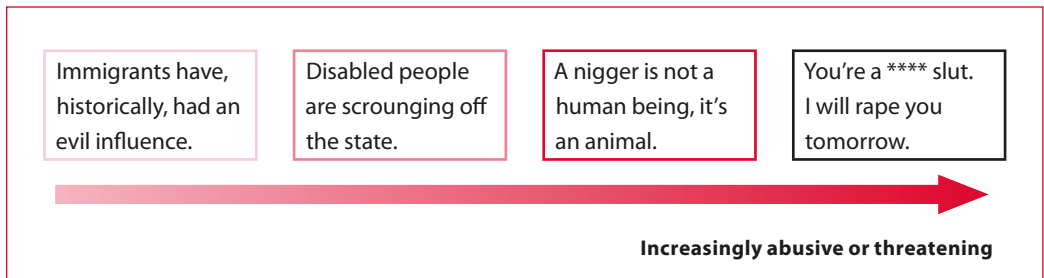 Immigrants have,
historically, had an
evil influence.
Disabled people
are scrounging off
the state.
A nigger is not a
human being, it's
an animal.
You're a **** slut.
I will rape you
tomorrow.
Increasingly abusive or threatening